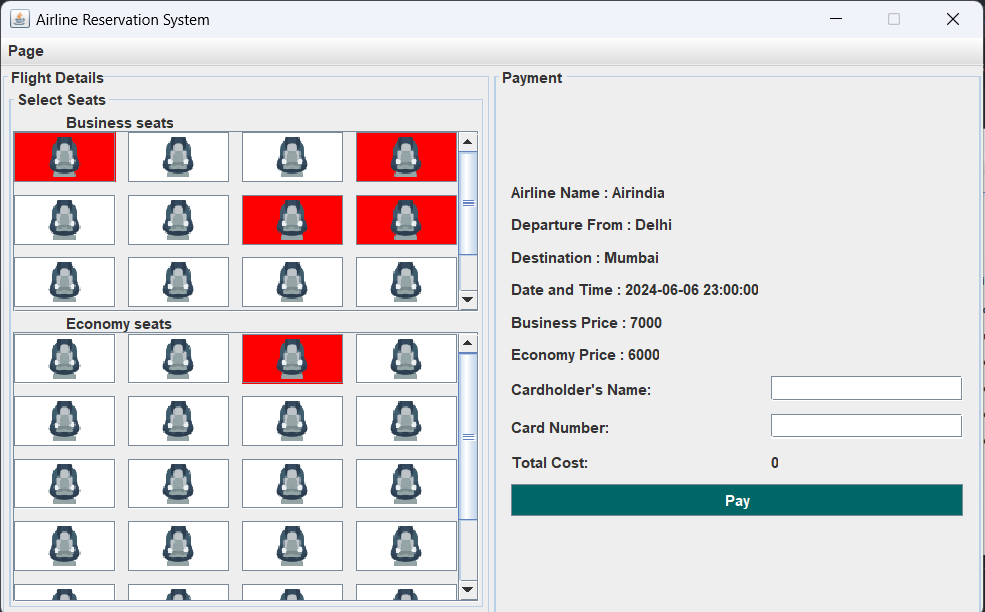 Airline Reservation System
Page
Flight Details
Select Seats
Business seats
Economy seats
Payment
Airline Name : Airindia
Departure From : Delhi
Destination : Mumbai
Date and Time : 2024-06-06 23:00:00
Business Price : 7000
Economy Price : 6000
Cardholder's Name:
Card Number:
Total Cost: 0
Pay